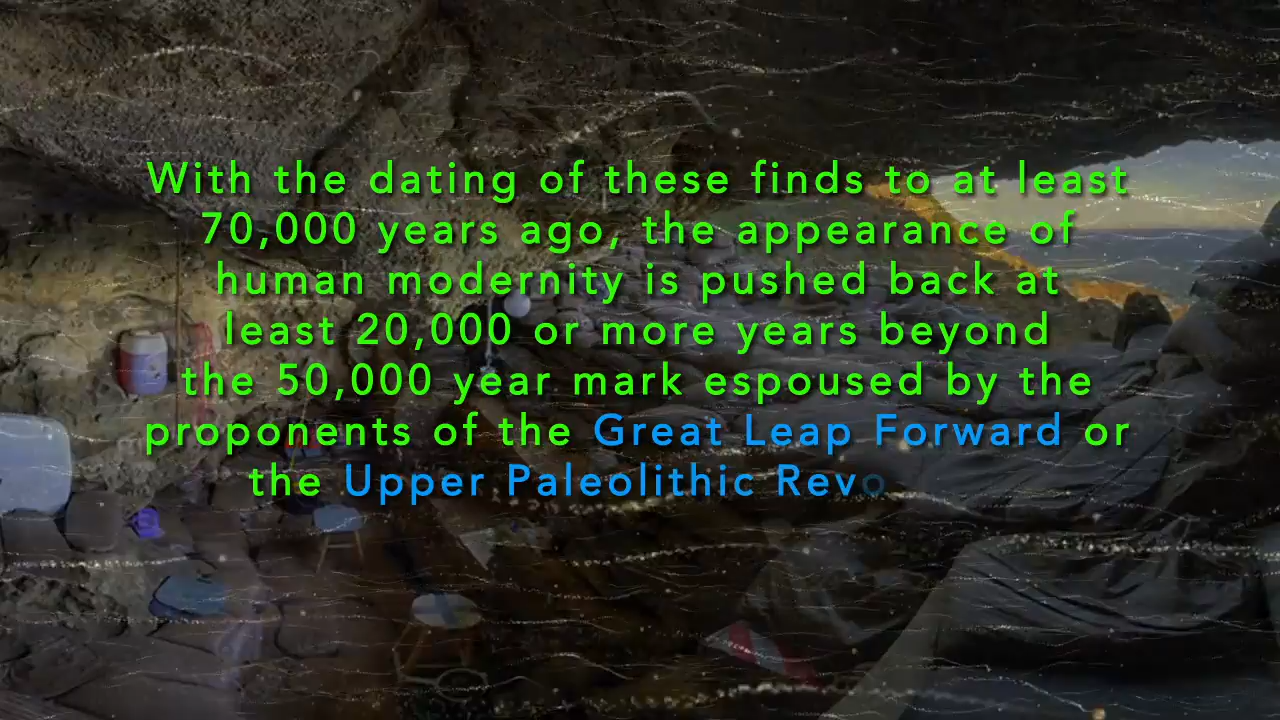 With the dating of these finds to at least
70,000 years ago, the appearance of
human modernity is pushed back at
least 20,000 or more years beyond
the 50,000 year mark espoused by the
proponents of the Great Leap Forward or
the Upper Paleolithic Revo